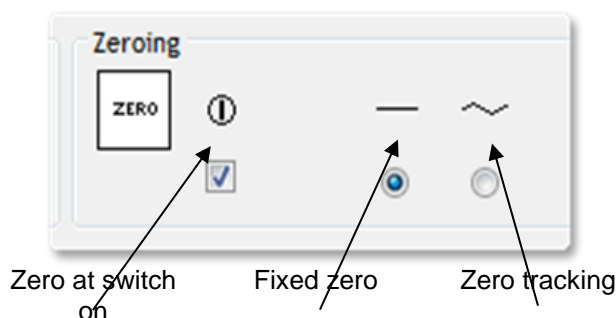 Zeroing
ZERO
Zero at switch
on
Fixed zero
Zero tracking